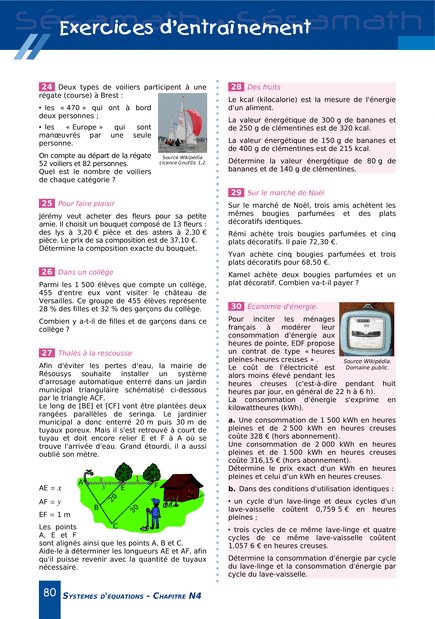 Exercices d'entraînement
24 Deux types de voiliers participent à une
régate (course) à Brest :
• les « 470 » qui ont à bord
deux personnes ;
• les « Europe » qui sont
manœuvrés par une seule
personne.
On compte au départ de la régate
52 voiliers et 82 personnes.
Quel est le nombre de voiliers
de chaque catégorie ?
Source Wikipédia.
Licence GnuFDL 1.2.
25 Pour faire plaisir
Jérémy veut acheter des fleurs pour sa petite
amie. Il choisit un bouquet composé de 13 fleurs :
des lys à 3,20 € pièce et des asters à 2,30 €
pièce. Le prix de sa composition est de 37,10 €.
Détermine la composition exacte du bouquet.
26 Dans un collège
Parmi les 1 500 élèves que compte un collège,
455 d'entre eux vont visiter le château de
Versailles. Ce groupe de 455 élèves représente
28 % des filles et 32 % des garçons du collège.
Combien y a-t-il de filles et de garçons dans ce
collège ?
27 Thalès à la rescousse
Afin d'éviter les pertes d'eau, la mairie de
Résousys souhaite installer un système
d'arrosage automatique enterré dans un jardin
municipal triangulaire schématisé ci-dessous
par le triangle ACF.
Le long de [BE] et [CF] vont être plantées deux
rangées parallèles de seringa. Le jardinier
municipal a donc enterré 20 m puis 30 m de
tuyaux poreux. Mais il s'est retrouvé à court de
tuyau et doit encore relier E et F à A où se
trouve l'arrivée d'eau. Grand étourdi, il a aussi
oublié son mètre.
AE = x
AF = y
EF = 1 m
Les points
A, E et F
sont alignés ainsi que les points A, B et C.
Aide-le à déterminer les longueurs AE et AF, afin
qu'il puisse revenir avec la quantité de tuyaux
nécessaire.
A
F
B
C
20
30
28 Des fruits
Le kcal (kilocalorie) est la mesure de l'énergie
d'un aliment.
La valeur énergétique de 300 g de bananes et
de 250 g de clémentines est de 320 kcal.
La valeur énergétique de 150 g de bananes et
de 400 g de clémentines est de 215 kcal.
Détermine la valeur énergétique de 80 g de
bananes et de 140 g de clémentines.
29 Sur le marché de Noël
Sur le marché de Noël, trois amis achètent les
mêmes bougies parfumées et des plats
décoratifs identiques.
Rémi achète trois bougies parfumées et cinq
plats décoratifs. Il paie 72,30 €.
Yvan achète cinq bougies parfumées et trois
plats décoratifs pour 68,50 €.
Kamel achète deux bougies parfumées et un
plat décoratif. Combien va-t-il payer ?
30 Économie d'énergie.
Pour inciter les ménages
français à modérer leur
consommation d'énergie aux
heures de pointe, EDF propose
un contrat de type « heures
pleines-heures creuses » .
Le coût de l'électricité est
alors moins élevé pendant les
heures creuses (c'est-à-dire pendant huit
heures par jour, en général de 22 h à 6 h).
La consommation d'énergie s'exprime en
kilowattheures (kWh).
Source Wikipédia.
Domaine public.
a. Une consommation de 1 500 kWh en heures
pleines et de 2 500 kWh en heures creuses
coûte 328 € (hors abonnement).
Une consommation de 2 000 kWh en heures
pleines et de 1 500 kWh en heures creuses
coûte 316,15 € (hors abonnement).
Détermine le prix exact d'un kWh en heures
pleines et celui d'un kWh en heures creuses.
b. Dans des conditions d'utilisation identiques :
• un cycle d'un lave-linge et deux cycles d'un
lave-vaisselle coûtent 0,759 5 € en heures
pleines ;
• trois cycles de ce même lave-linge et quatre
cycles de ce même lave-vaisselle coûtent
1,057 6 € en heures creuses.
Détermine la consommation d'énergie par cycle
du lave-linge et la consommation d'énergie par
cycle du lave-vaisselle.
80 Systèmes d'équations - Chapitre N4